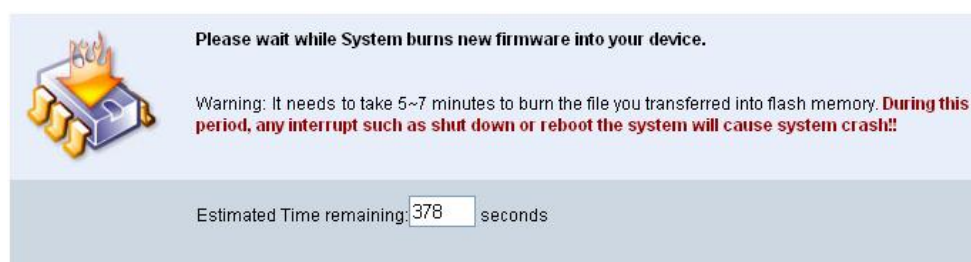 Please wait while System burns new firmware into your device.
Warning: It needs to take 5~7 minutes to burn the file you transferred into flash memory. During this
period, any interrupt such as shut down or reboot the system will cause system crash!!
Estimated Time remaining: 378 seconds